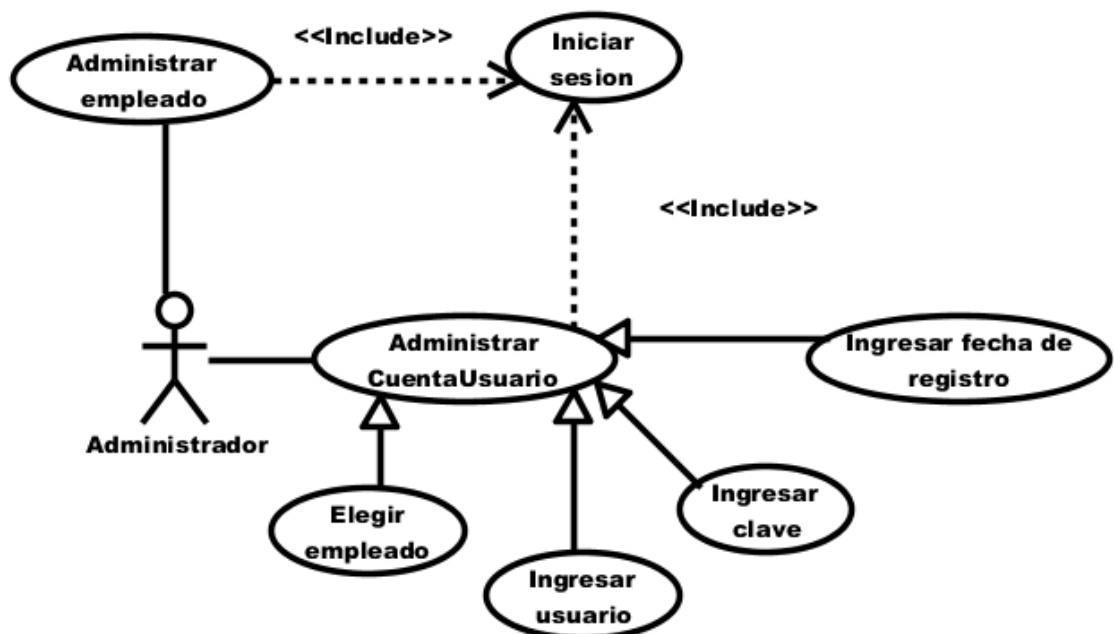 <<Include>>
Iniciar
sesion
Administrar
empleado
<<Include>>
Administrar
CuentaUsuario
Ingresar fecha de
registro
Administrador
Ingresar
clave
Elegir
empleado
Ingresar
usuario